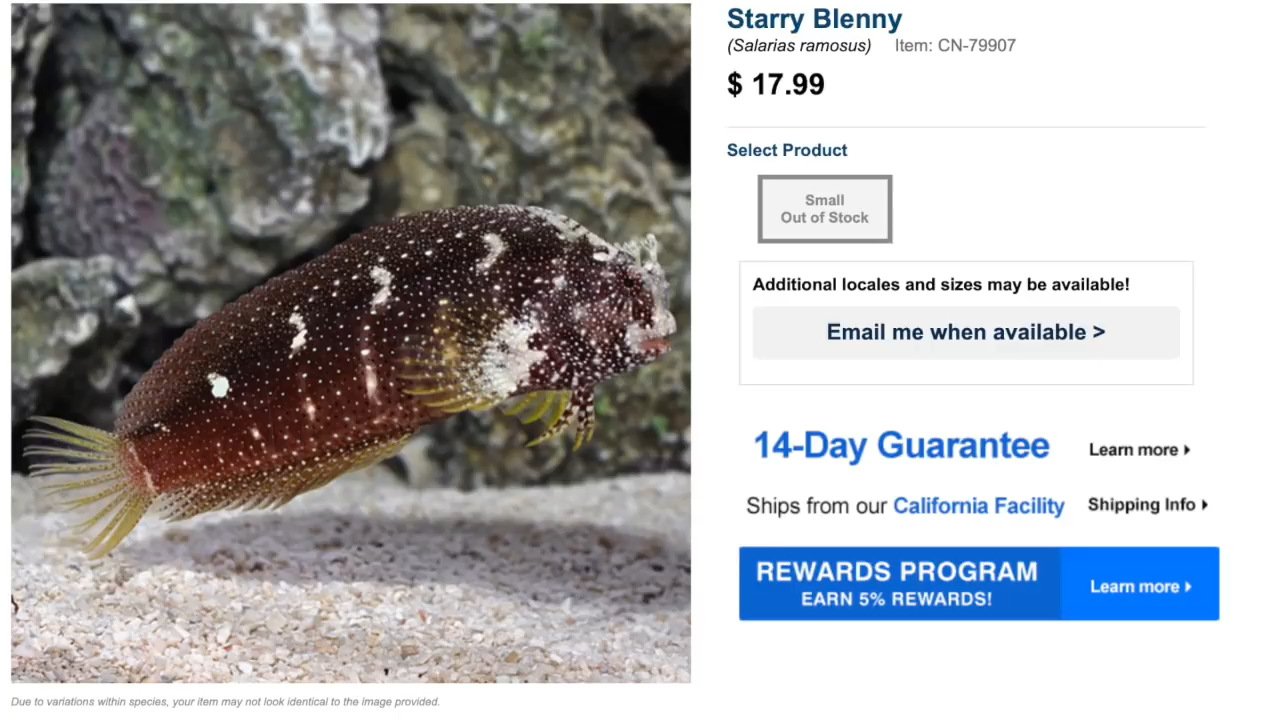 Starry Blenny
(Salarias ramosus) Item: CN-79907
$ 17.99
Select Product
Small
Out of Stock
Additional locales and sizes may be available!
Email me when available >
14-Day Guarantee Learn more
Ships from our California Facility Shipping Info
REWARDS PROGRAM
EARN 5% REWARDS!
Learn more
Due to variations within species, your item may not look identical to the image provided.